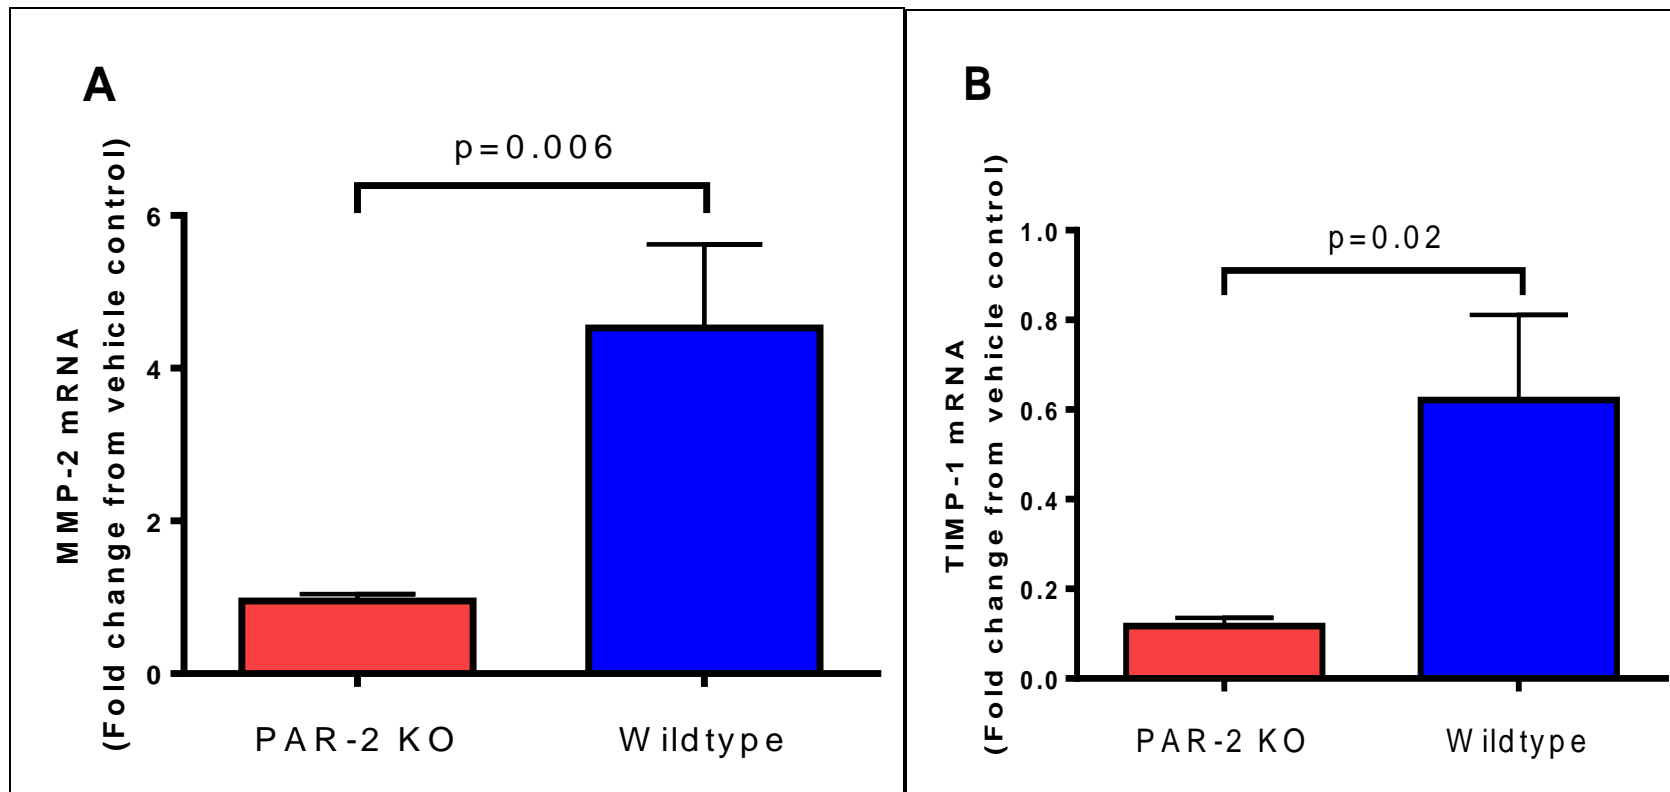 A
p=0.006
MMP-2 mRNA
(Fold change from vehicle control)
6
4
2
0
PAR-2 KO
Wildtype
B
p=0.02
TIMP-1 mRNA
(Fold change from vehicle control)
1.0
0.8
0.6
0.4
0.2
0.0
PAR-2 KO
Wildtype